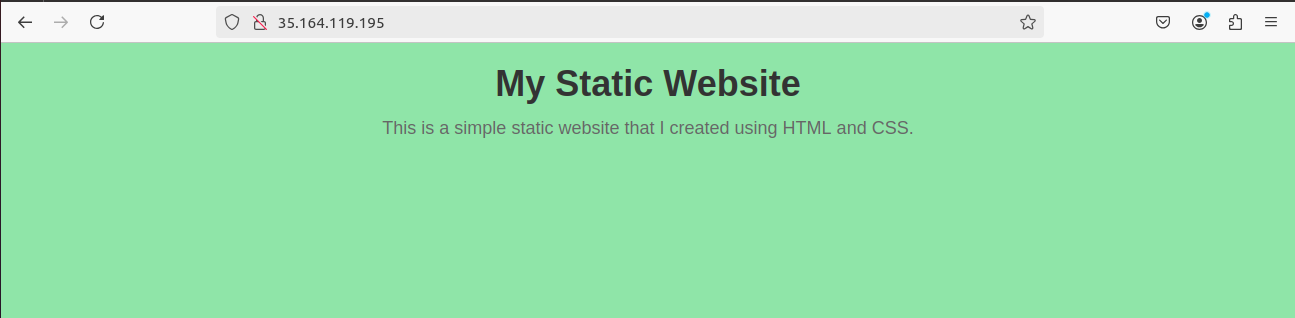 35.164.119.195
My Static Website
This is a simple static website that I created using HTML and CSS.